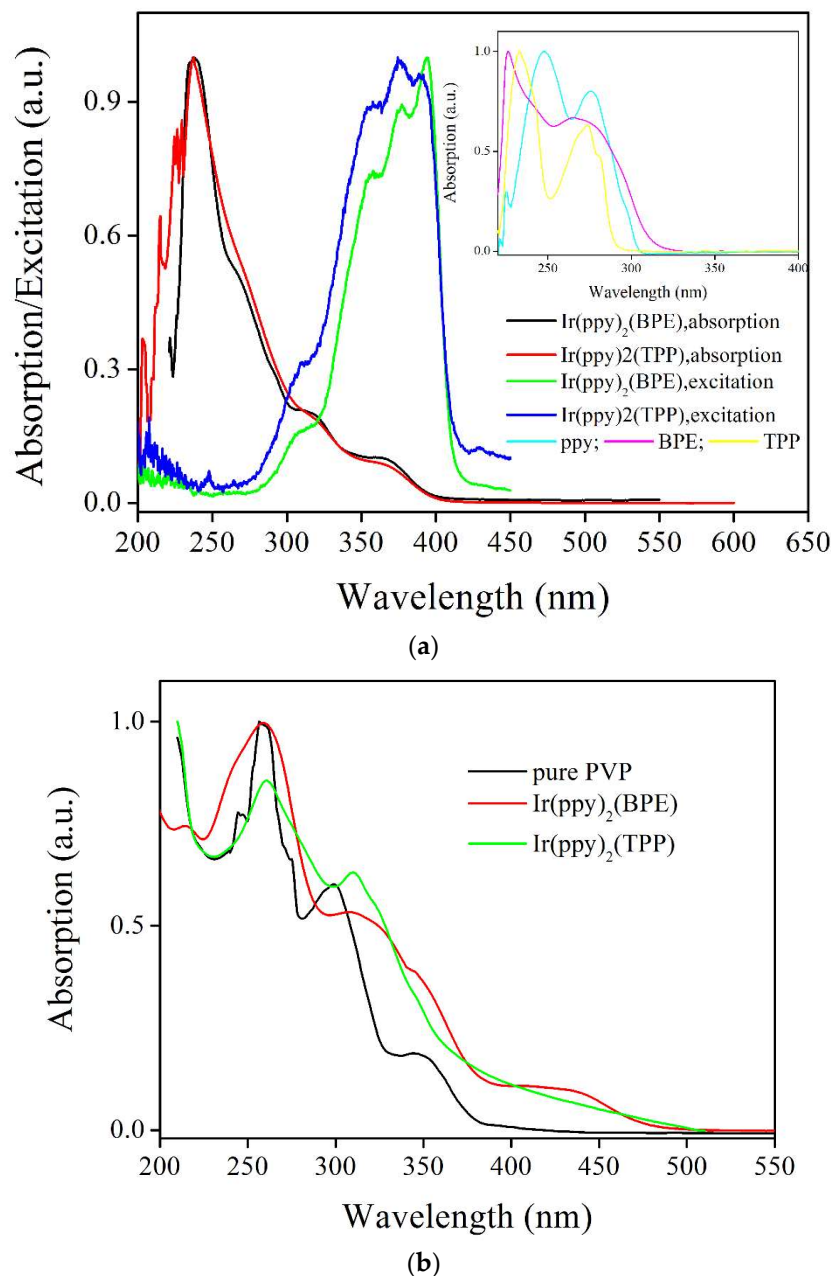 1.0
0.5
0.0
250
300
350
400
Absorption (a.u.)
Wavelength (nm)
0.9
0.6
0.3
0.0
Absorption/Excitation (a.u.)
Ir(ppy)₂(BPE),absorption
Ir(ppy)2(TPP),absorption
Ir(ppy)₂(BPE),excitation
Ir(ppy)2(TPP),excitation
ppy; BPE; TPP
200 250 300 350 400 450 500 550 600 650
Wavelength (nm)
(a)
1.0
0.5
0.0
Absorption (a.u.)
pure PVP
Ir(ppy)₂(BPE)
Ir(ppy)₂(TPP)
200 250 300 350 400 450 500 550
Wavelength (nm)
(b)